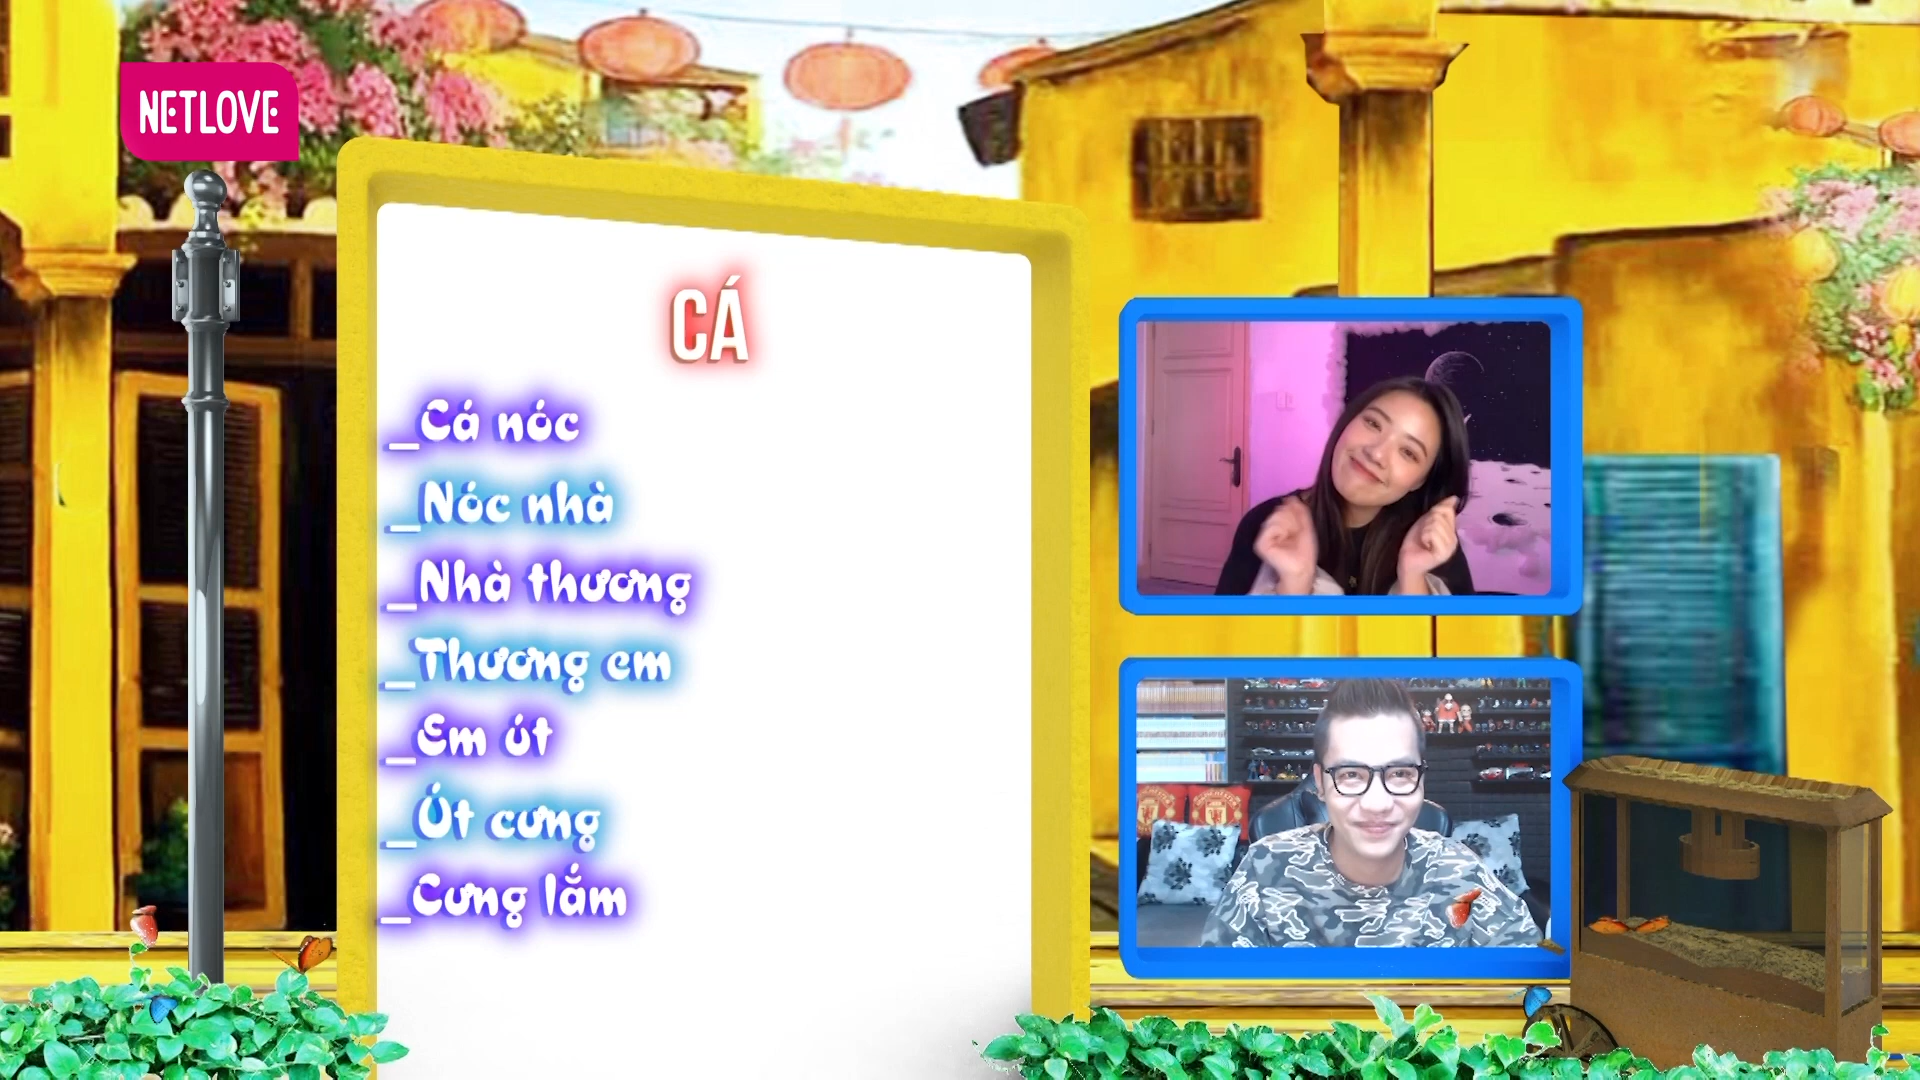 NETLOVE
CÁ
_Cá nóc
_Nóc nhà
_Nhà thương
_Thương em
_Em út
_Út cưng
_Cưng lắm